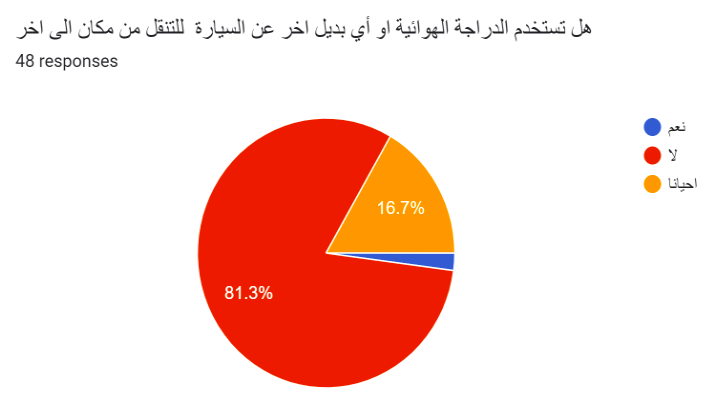 هل تستخدم الدراجة الهوائية او أي بديل اخر عن السيارة للتنقل من مكان الى اخر
48 responses
نعم
لا
احيانا
16.7%
81.3%